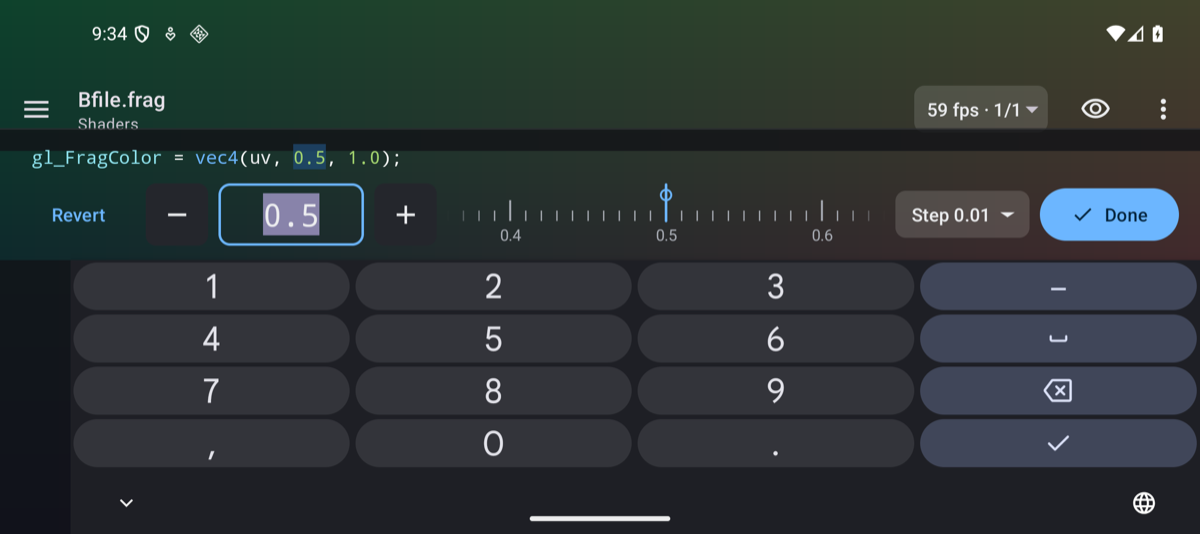 9:34
Bfile.frag
59 fps · 1/1
Shaders
gl_FragColor = vec4(uv, 0.5, 1.0);
Revert
−
0.5
+
0.4
0.5
0.6
Step 0.01
Done
1
2
3
–
4
5
6
7
8
9
,
0
.